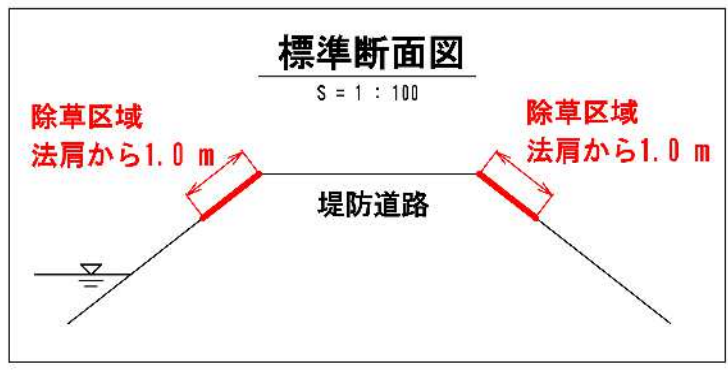 標準断面図
S = 1 : 100
除草区域
法肩から1.0 m
除草区域
法肩から1.0 m
堤防道路